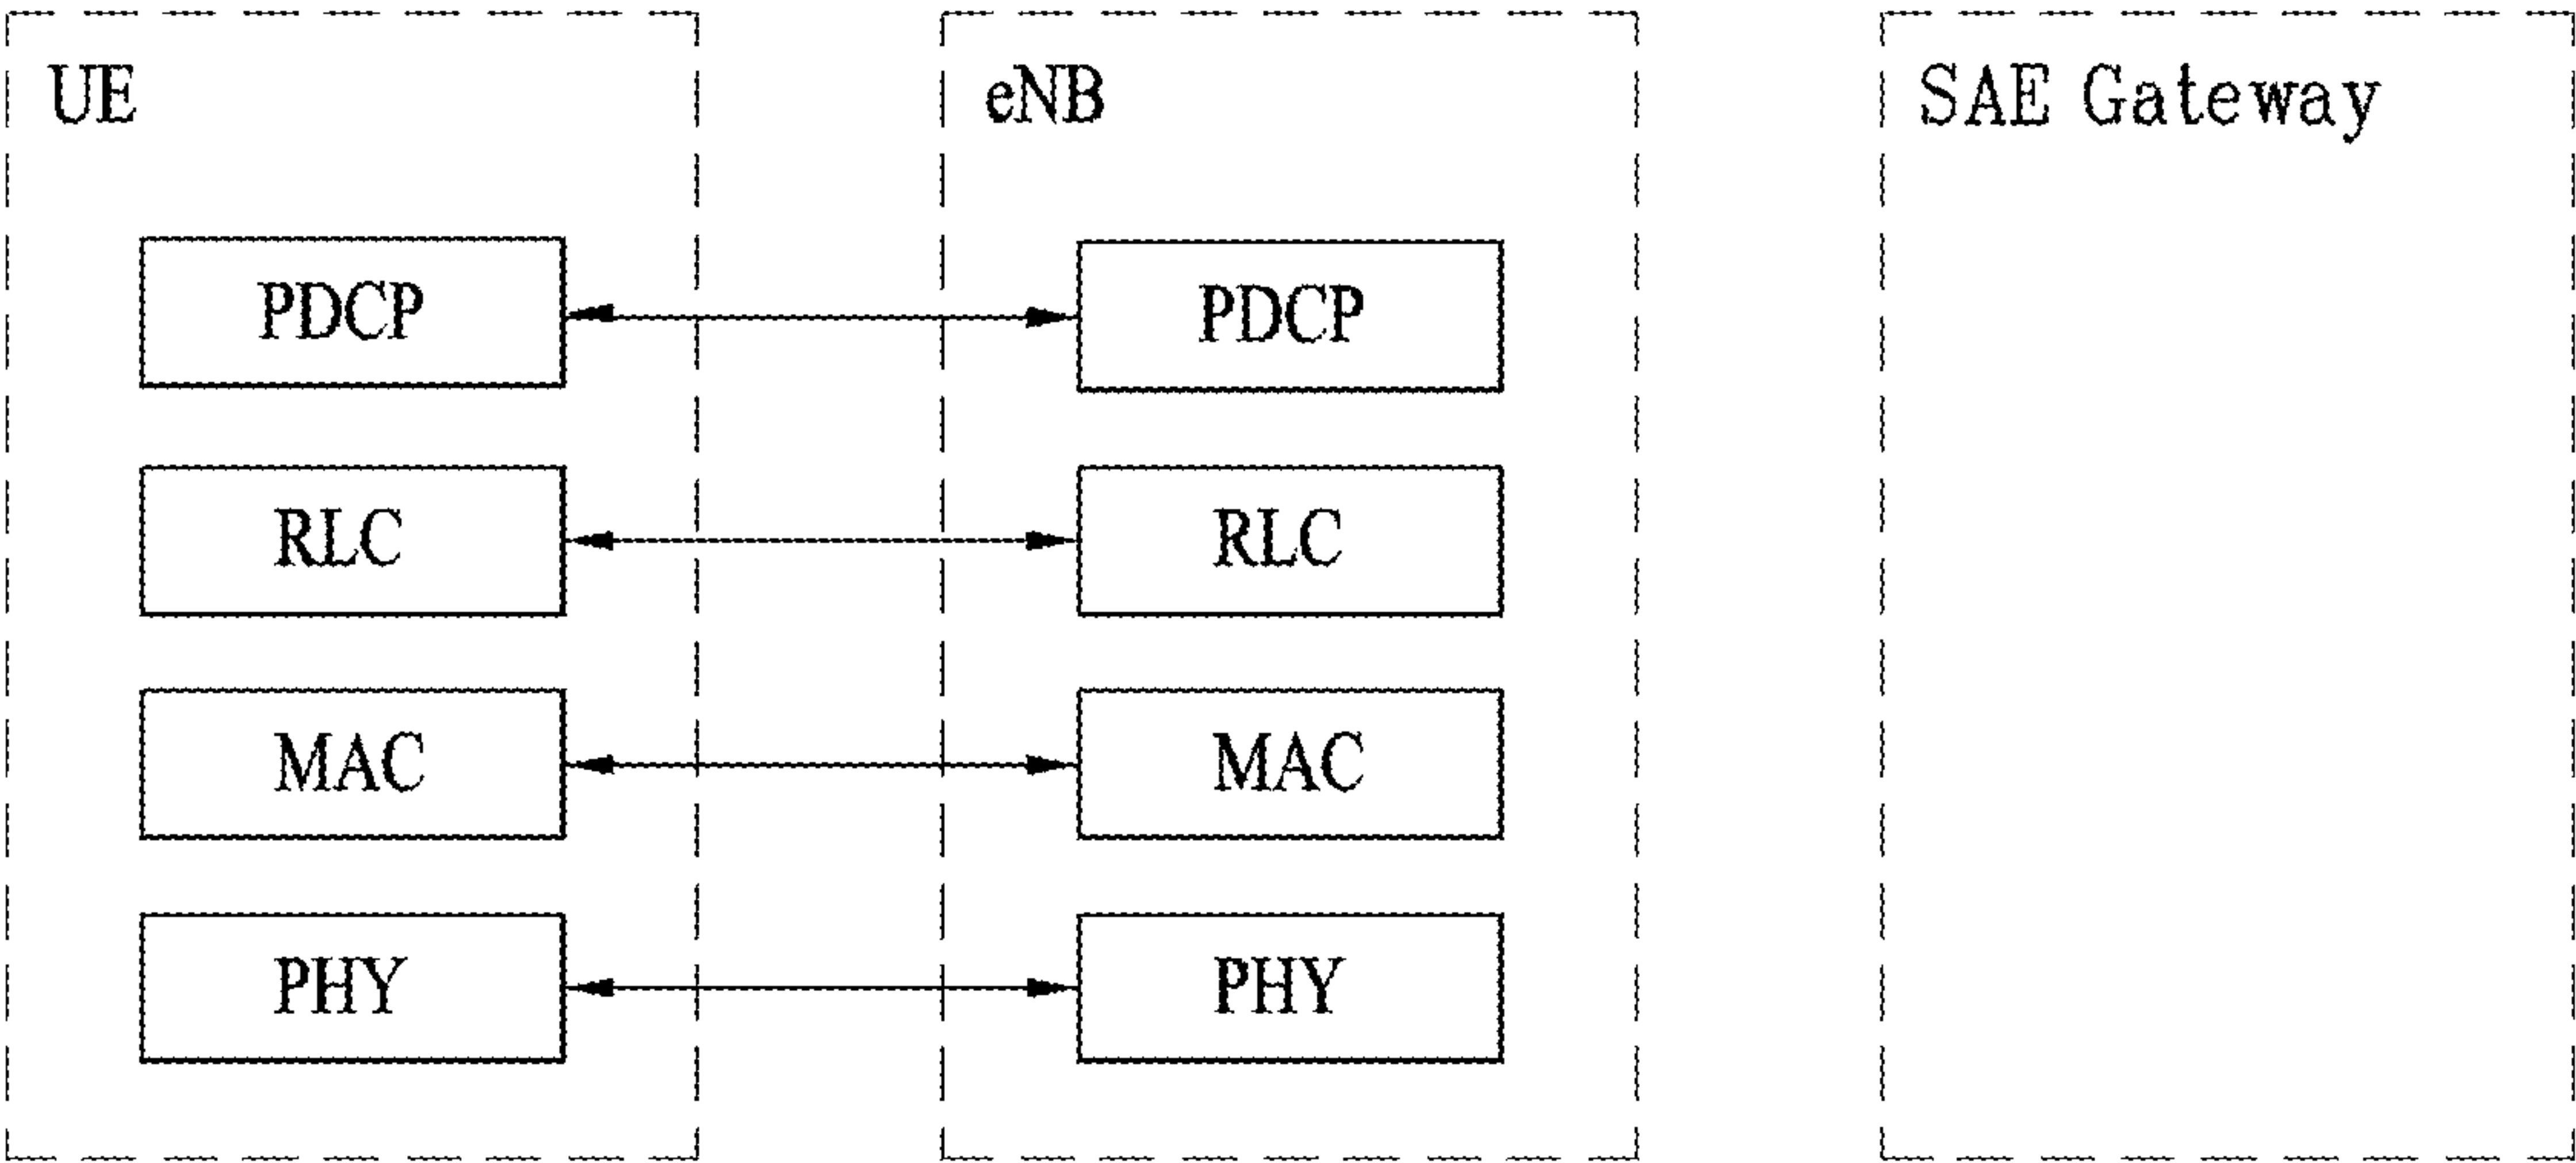 UE
eNB
SAE Gateway
PDCP
PDCP
RLC
RLC
MAC
MAC
PHY
PHY